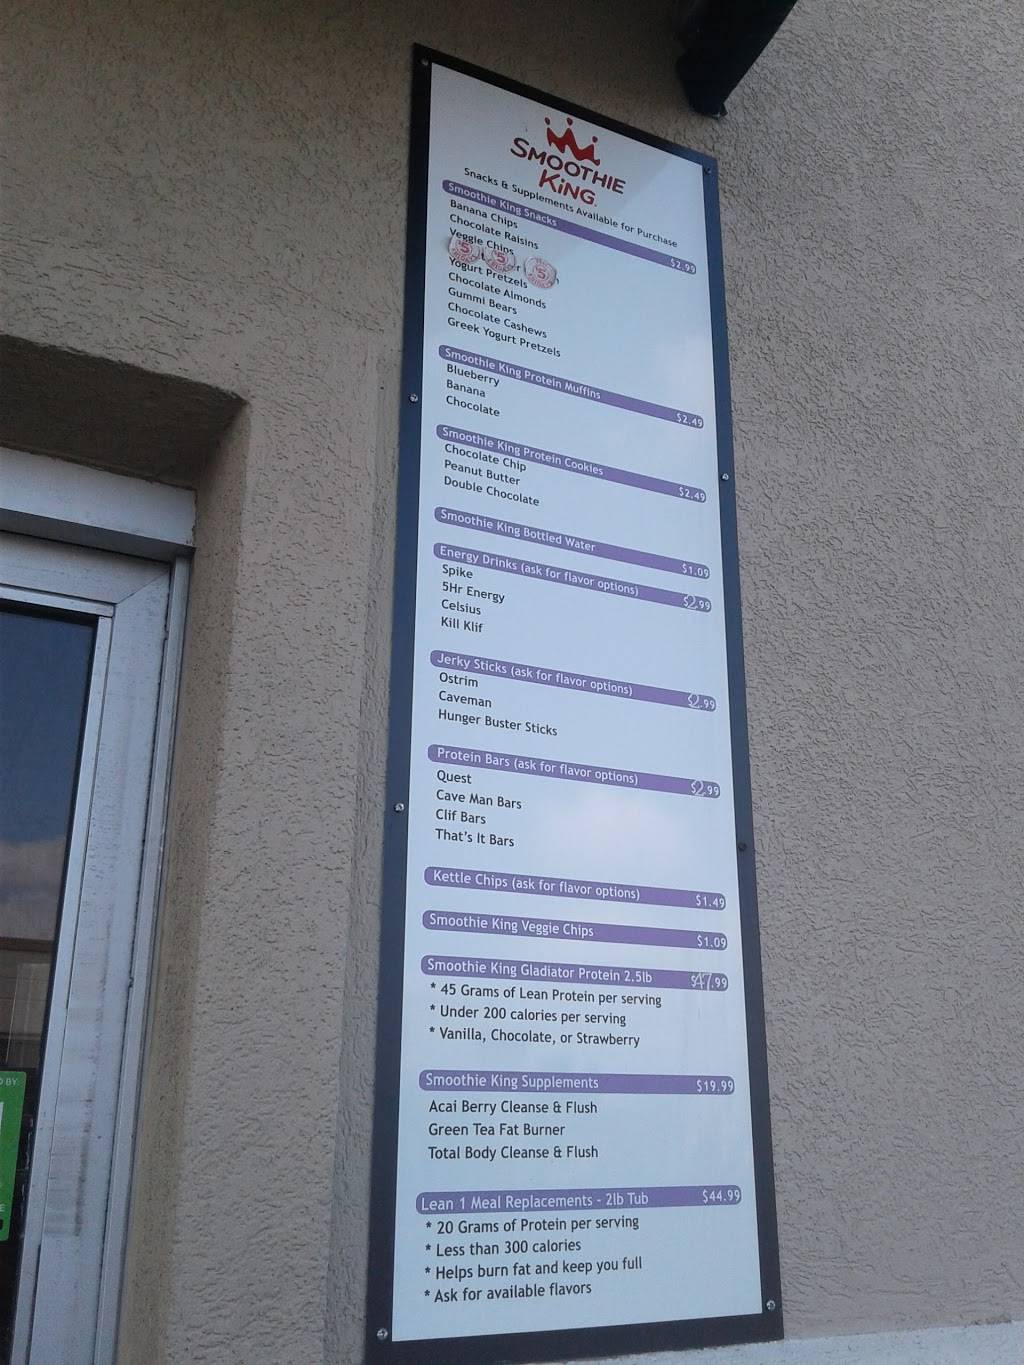 SMOOTHIE
KiNG
Snacks & Supplements Available for Purchase
Smoothie King Snacks $2.99
Banana Chips
Chocolate Raisins
Veggie Chips
5 5 5
Yogurt Pretzels
Chocolate Almonds
Gummi Bears
Chocolate Cashews
Greek Yogurt Pretzels
Smoothie King Protein Muffins $2.49
Blueberry
Banana
Chocolate
Smoothie King Protein Cookies $2.49
Chocolate Chip
Peanut Butter
Double Chocolate
Smoothie King Bottled Water $1.09
Energy Drinks (ask for flavor options) $2.99
Spike
5Hr Energy
Celsius
Kill Klif
Jerky Sticks (ask for flavor options) $2.99
Ostrim
Caveman
Hunger Buster Sticks
Protein Bars (ask for flavor options) $2.99
Quest
Cave Man Bars
Clif Bars
That's It Bars
Kettle Chips (ask for flavor options) $1.49
Smoothie King Veggie Chips $1.09
Smoothie King Gladiator Protein 2.5lb $47.99
* 45 Grams of Lean Protein per serving
* Under 200 calories per serving
* Vanilla, Chocolate, or Strawberry
Smoothie King Supplements $19.99
Acai Berry Cleanse & Flush
Green Tea Fat Burner
Total Body Cleanse & Flush
Lean 1 Meal Replacements - 2lb Tub $44.99
* 20 Grams of Protein per serving
* Less than 300 calories
* Helps burn fat and keep you full
* Ask for available flavors
BY